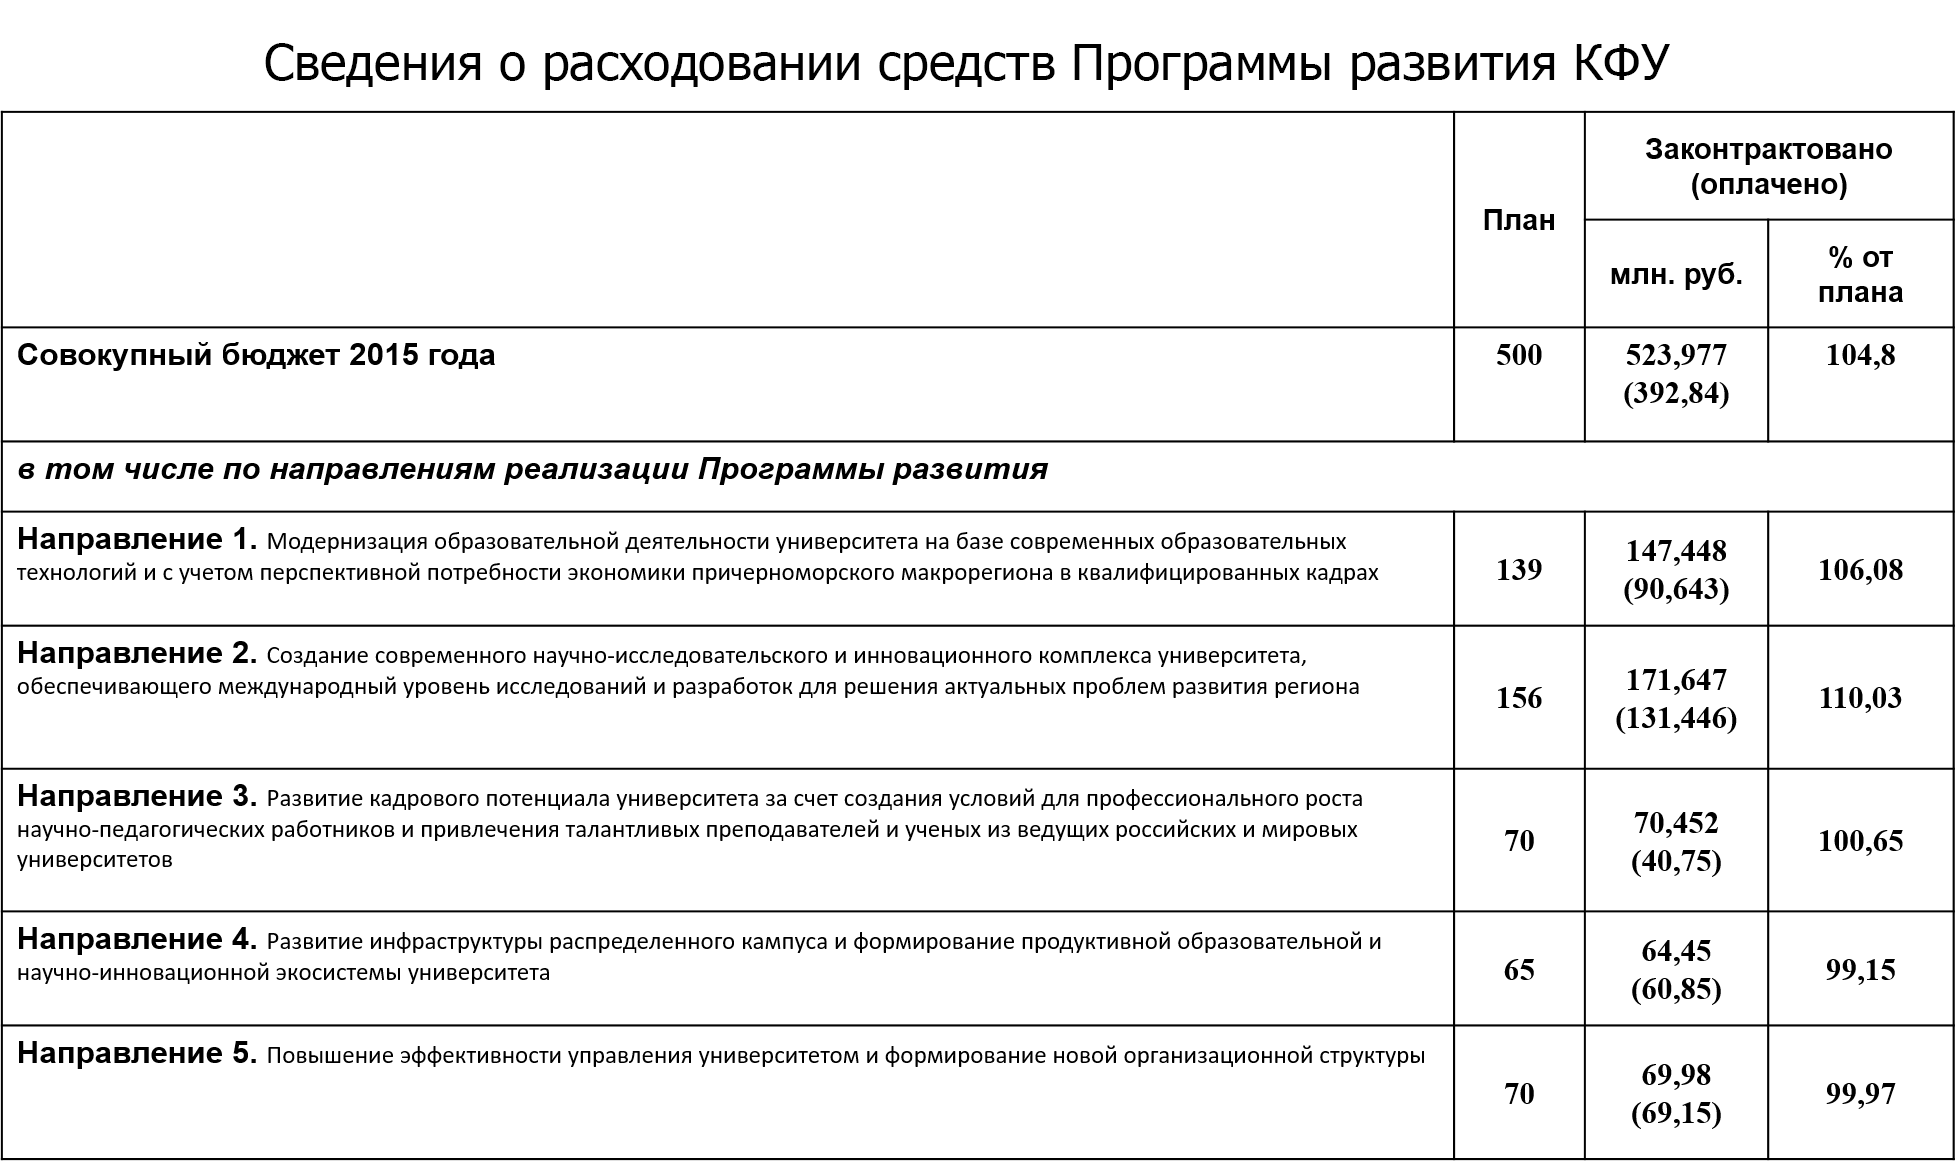 Сведения о расходовании средств Программы развития КФУ
План
Законтрактовано
(оплачено)
млн. руб.
% от
плана
Совокупный бюджет 2015 года
500
523,977
(392,84)
104,8
в том числе по направлениям реализации Программы развития
Направление 1. Модернизация образовательной деятельности университета на базе современных образовательных
технологий и с учетом перспективной потребности экономики причерноморского макрорегиона в квалифицированных кадрах
139
147,448
(90,643)
106,08
Направление 2. Создание современного научно-исследовательского и инновационного комплекса университета,
обеспечивающего международный уровень исследований и разработок для решения актуальных проблем развития региона
156
171,647
(131,446)
110,03
Направление 3. Развитие кадрового потенциала университета за счет создания условий для профессионального роста
научно-педагогических работников и привлечения талантливых преподавателей и ученых из ведущих российских и мировых
университетов
70
70,452
(40,75)
100,65
Направление 4. Развитие инфраструктуры распределенного кампуса и формирование продуктивной образовательной и
научно-инновационной экосистемы университета
65
64,45
(60,85)
99,15
Направление 5. Повышение эффективности управления университетом и формирование новой организационной структуры
70
69,98
(69,15)
99,97